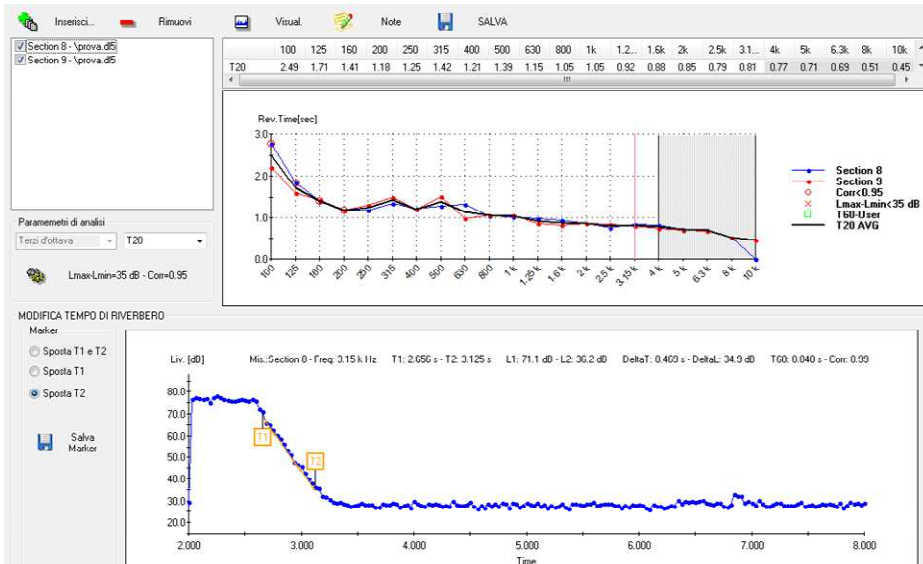 Inserisci... Rimuovi Visual. Note SALVA
Section 8 - \prova.dl5
Section 9 - \prova.dl5
100 125 160 200 250 315 400 500 630 800 1k 1.2... 1.6k 2k 2.5k 3.1... 4k 5k 6.3k 8k 10k
T20 2.49 1.71 1.41 1.18 1.25 1.42 1.21 1.39 1.15 1.05 1.05 0.92 0.88 0.85 0.79 0.81 0.77 0.71 0.69 0.51 0.45
Rev.Time[sec]
3.0
2.0
1.0
0.0
100 125 160 200 250 315 400 500 630 800 1 k 1.25 k 1.6 k 2 k 2.5 k 3.15 k 4 k 5 k 6.3 k 8 k 10 k
Section 8
Section 9
Corr<0.95
Lmax-Lmin<35 dB
T60-User
T20 AVG
Paramemetri di analisi
Terzi d'ottava T20
Lmax-Lmin=35 dB - Corr=0.95
MODIFICA TEMPO DI RIVERBERO
Marker
Sposta T1 e T2
Sposta T1
Sposta T2
Salva
Marker
Liv. [dB] Mis.:Section 8 - Freq: 3.15 k Hz T1: 2.656 s - T2: 3.125 s L1: 71.1 dB - L2: 36.2 dB DeltaT: 0.469 s - DeltaL: 34.9 dB - Corr: 0.99
80.0
70.0
60.0
50.0
40.0
30.0
20.0
T1
T2
2.000 3.000 4.000 5.000 6.000 7.000 8.000
Time